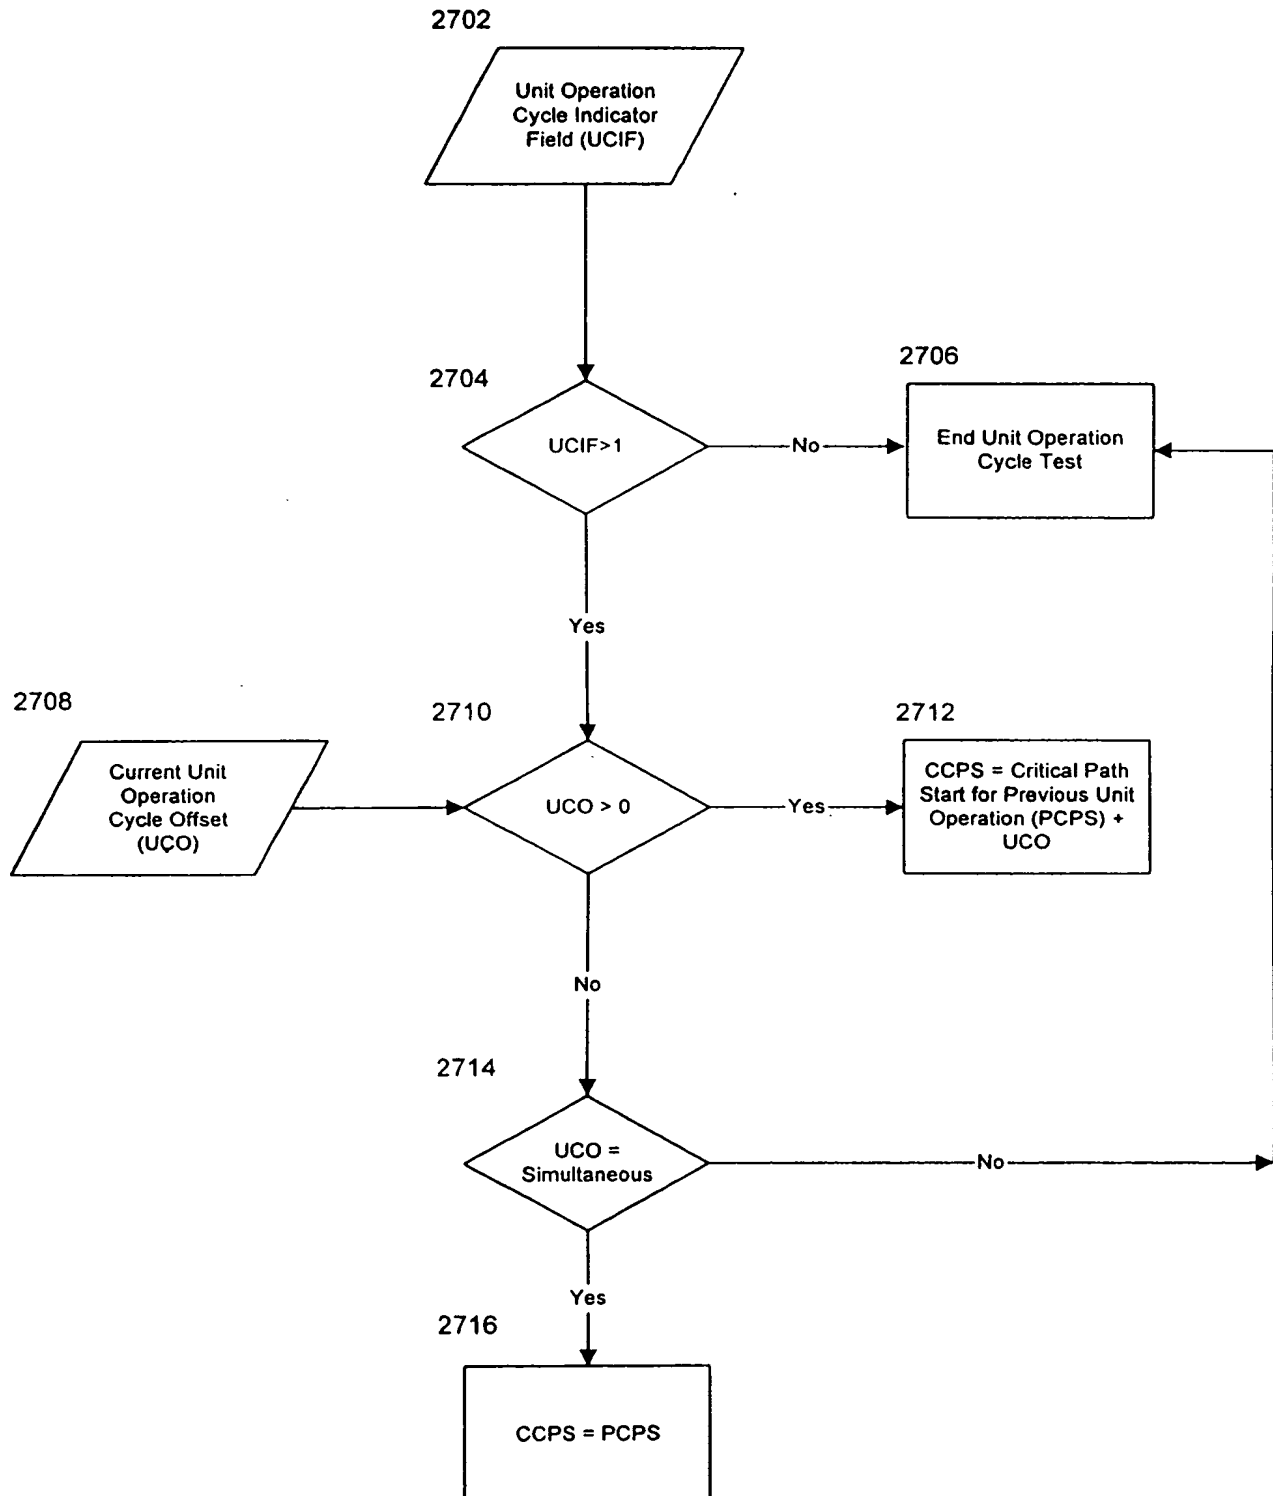 2702
Unit Operation
Cycle Indicator
Field (UCIF)
2704
UCIF>1
No
2706
End Unit Operation
Cycle Test
Yes
2708
Current Unit
Operation
Cycle Offset
(UCO)
2710
UCO > 0
Yes
2712
CCPS = Critical Path
Start for Previous Unit
Operation (PCPS) +
UCO
No
2714
UCO =
Simultaneous
No
Yes
2716
CCPS = PCPS